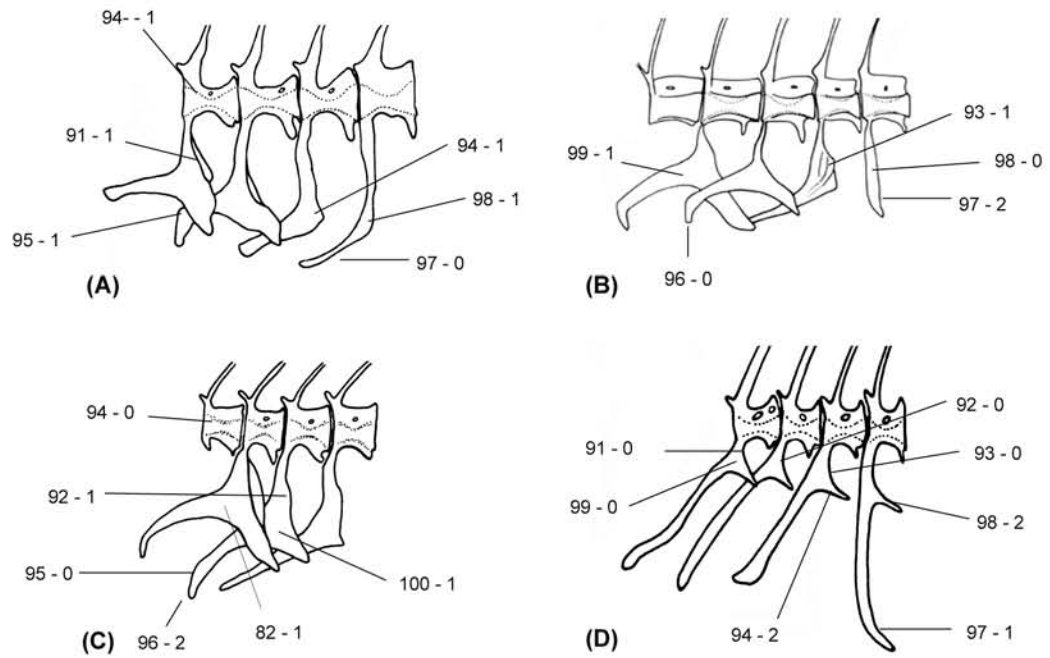 94- - 1
91 - 1
94 - 1
98 - 1
95 - 1
97 - 0
(A)
93 - 1
99 - 1
98 - 0
97 - 2
96 - 0
(B)
94 - 0
92 - 1
95 - 0
100 - 1
96 - 2
82 - 1
(C)
92 - 0
91 - 0
93 - 0
99 - 0
98 - 2
94 - 2
97 - 1
(D)